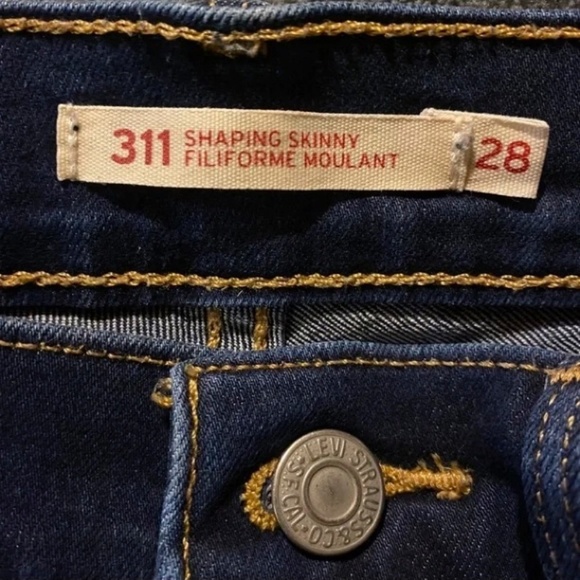 311 SHAPING SKINNY
FILIFORME MOULANT
28
LEVI STRAUSS & CO • S.F. CAL •